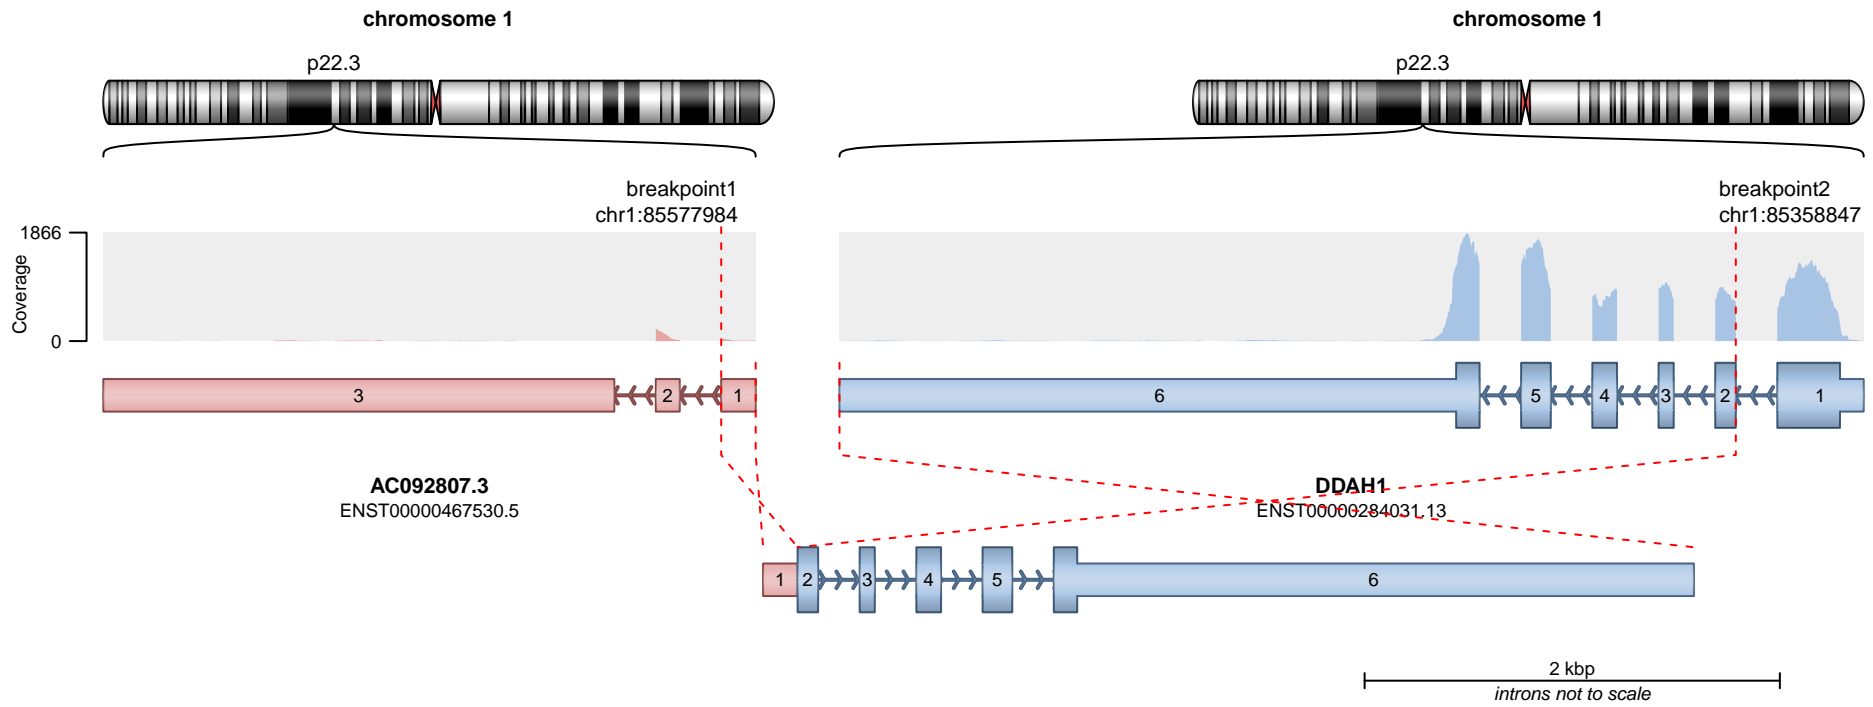 chromosome 1
chromosome 1
p22.3
p22.3
breakpoint1
chr1:85577984
breakpoint2
chr1:85358847
1866
Coverage
0
3
2
1
6
5
4
3
2
1
AC092807.3
ENST00000467530.5
DDAH1
ENST00000284031.13
1
2
3
4
5
6
2 kbp
introns not to scale